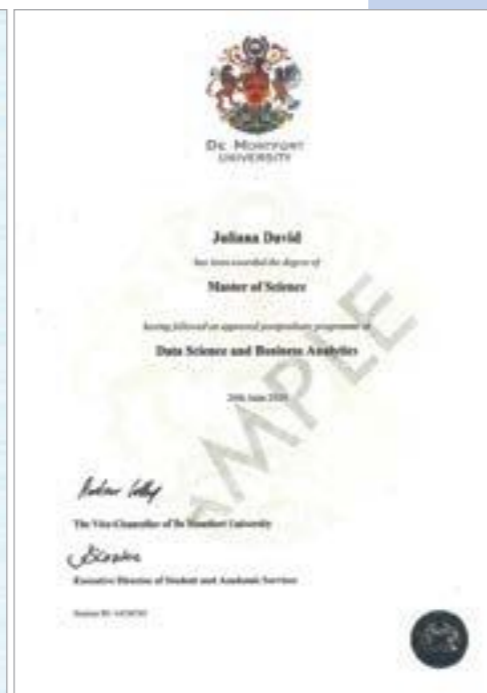 DE MONTFORT
UNIVERSITY
Juliana David
has been awarded the degree of
Master of Science
having followed an approved postgraduate programme in
Data Science and Business Analytics
The Vice-Chancellor of De Montfort University
Executive Director of Student and Academic Services